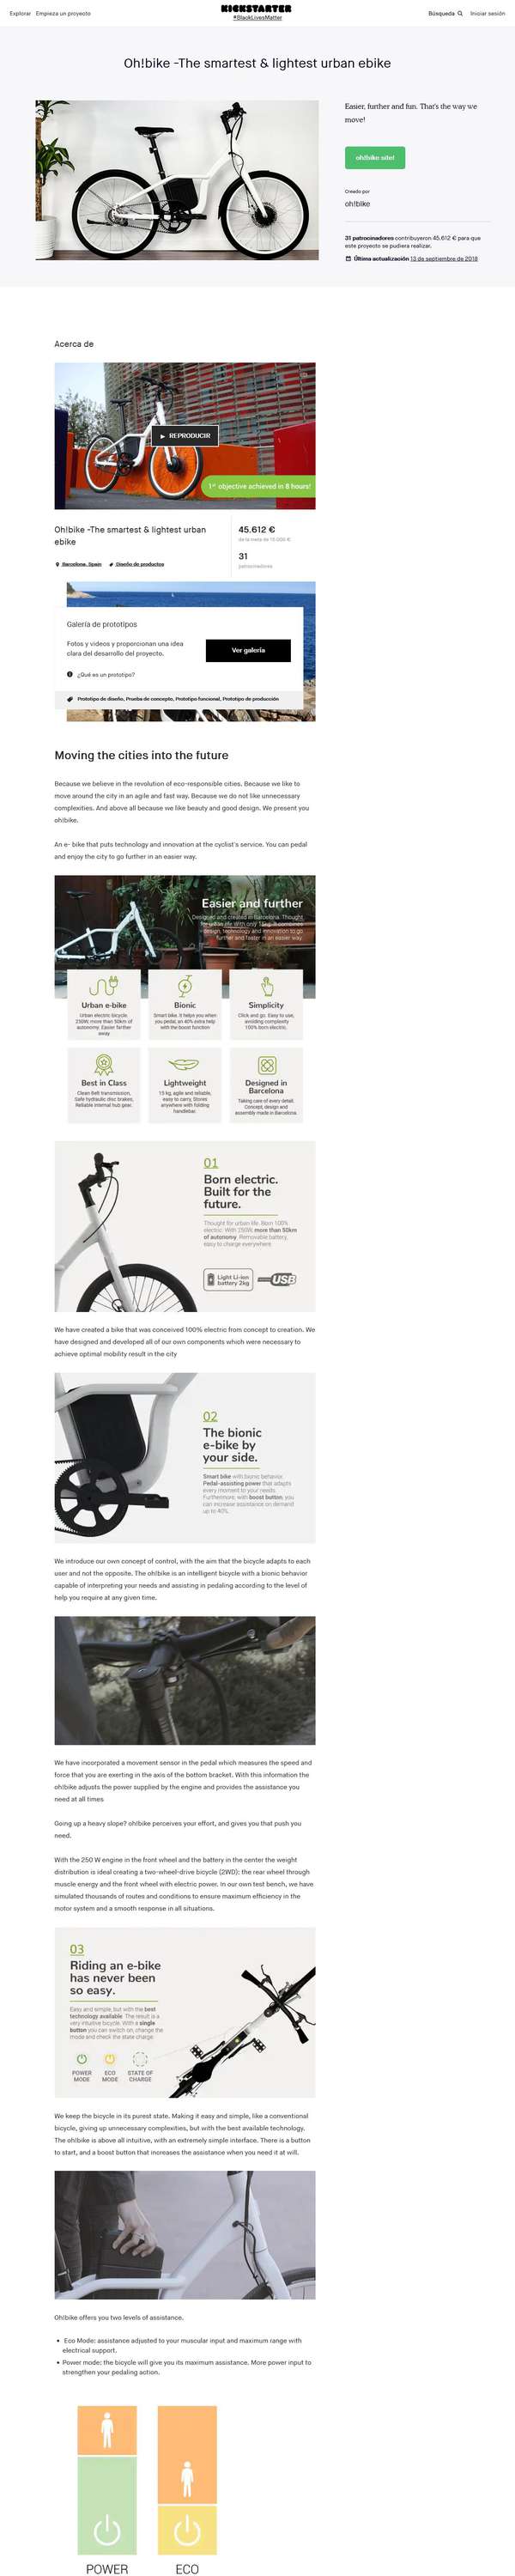 Explorar Empieza un proyecto
KICKSTARTER
#BlackLivesMatter
Búsqueda
Iniciar sesión
Oh!bike -The smartest & lightest urban ebike
Easier, further and fun. That's the way we
move!
oh!bike site!
Creado por
oh!bike
31 patrocinadores contribuyeron 45.612 € para que
este proyecto se pudiera realizar.
Última actualización 13 de septiembre de 2018
Acerca de
REPRODUCIR
1st objective achieved in 8 hours!
Oh!bike -The smartest & lightest urban
ebike
Barcelona, Spain
Diseño de productos
45.612 €
31
patrocinadores
Galería de prototipos
Fotos y videos y proporcionan una idea
clara del desarrollo del proyecto.
Ver galería
¿Qué es un prototipo?
Prototipo de diseño, Prueba de concepto, Prototipo funcional, Prototipo de producción
Moving the cities into the future
Because we believe in the revolution of eco-responsible cities. Because we like to
move around the city in an agile and fast way. Because we do not like unnecessary
complexities. And above all because we like beauty and good design. We present you
oh!bike.
An e- bike that puts technology and innovation at the cyclist's service. You can pedal
and enjoy the city to go further in an easier way.
Easier and further
Designed and created in Barcelona. Thought
for urban life. With only 15kg. It combines
design, technology and innovation to go
further and faster in an easier way.
Urban e-bike
Urban electric bicycle.
250W, more than 50km of
autonomy. Easier, farther
away.
Bionic
Smart bike. It helps you when
you pedal, an 40% extra help
with the boost function
Simplicity
Click and go. Easy to use,
avoiding complexity
100% born electric.
Best in Class
Clean Belt transmission,
Safe hydraulic disc brakes,
Reliable internal hub gear.
Lightweight
15 kg, agile and reliable,
easy to carry, Stores
anywhere with folding
handlebar.
Designed in
Barcelona
Taking care of every detail.
Concept, design and
assembly made in Barcelona.
01
Born electric.
Built for the
future.
Thought for urban life. Born 100%
electric. With 250W, more than 50km
of autonomy. Removable battery,
easy to charge everywhere.
Light Li-ien
battery 2kg
USB
We have created a bike that was conceived 100% electric from concept to creation. We
have designed and developed all of our own components which were necessary to
achieve optimal mobility result in the city
02
The bionic
e-bike by
your side.
Smart bike with bionic behavior.
Pedal-assisting power that adapts
every moment to your needs.
Furthermore, with boost button, you
can increase assistance on demand
up to 40%.
We introduce our own concept of control, with the aim that the bicycle adapts to each
user and not the opposite. The oh!bike is an intelligent bicycle with a bionic behavior
capable of interpreting your needs and assisting in pedaling according to the level of
help you require at any given time.
We have incorporated a movement sensor in the pedal which measures the speed and
force that you are exerting in the axis of the bottom bracket. With this information the
oh!bike adjusts the power supplied by the engine and provides the assistance you
need at all times
Going up a heavy slope? oh!bike perceives your effort, and gives you that push you
need.
With the 250 W engine in the front wheel and the battery in the center the weight
distribution is ideal creating a two-wheel-drive bicycle (2WD): the rear wheel through
muscle energy and the front wheel with electric power. In our own test bench, we have
simulated thousands of routes and conditions to ensure maximum efficiency in the
motor system and a smooth response in all situations.
03
Riding an e-bike
has never been
so easy.
Easy and simple, but with the best
technology available. The result is a
very intuitive bicycle. With a single
button you can switch on, change the
mode and check the state charge.
POWER
MODE
ECO
MODE
STATE OF
CHARGE
We keep the bicycle in its purest state. Making it easy and simple, like a conventional
bicycle, giving up unnecessary complexities, but with the best available technology.
The oh!bike is above all intuitive, with an extremely simple interface. There is a button
to start, and a boost button that increases the assistance when you need it at will.
Oh!bike offers you two levels of assistance.
• Eco Mode: assistance adjusted to your muscular input and maximum range with
electrical support.
• Power mode: the bicycle will give you its maximum assistance. More power input to
strengthen your pedaling action.
POWER
ECO